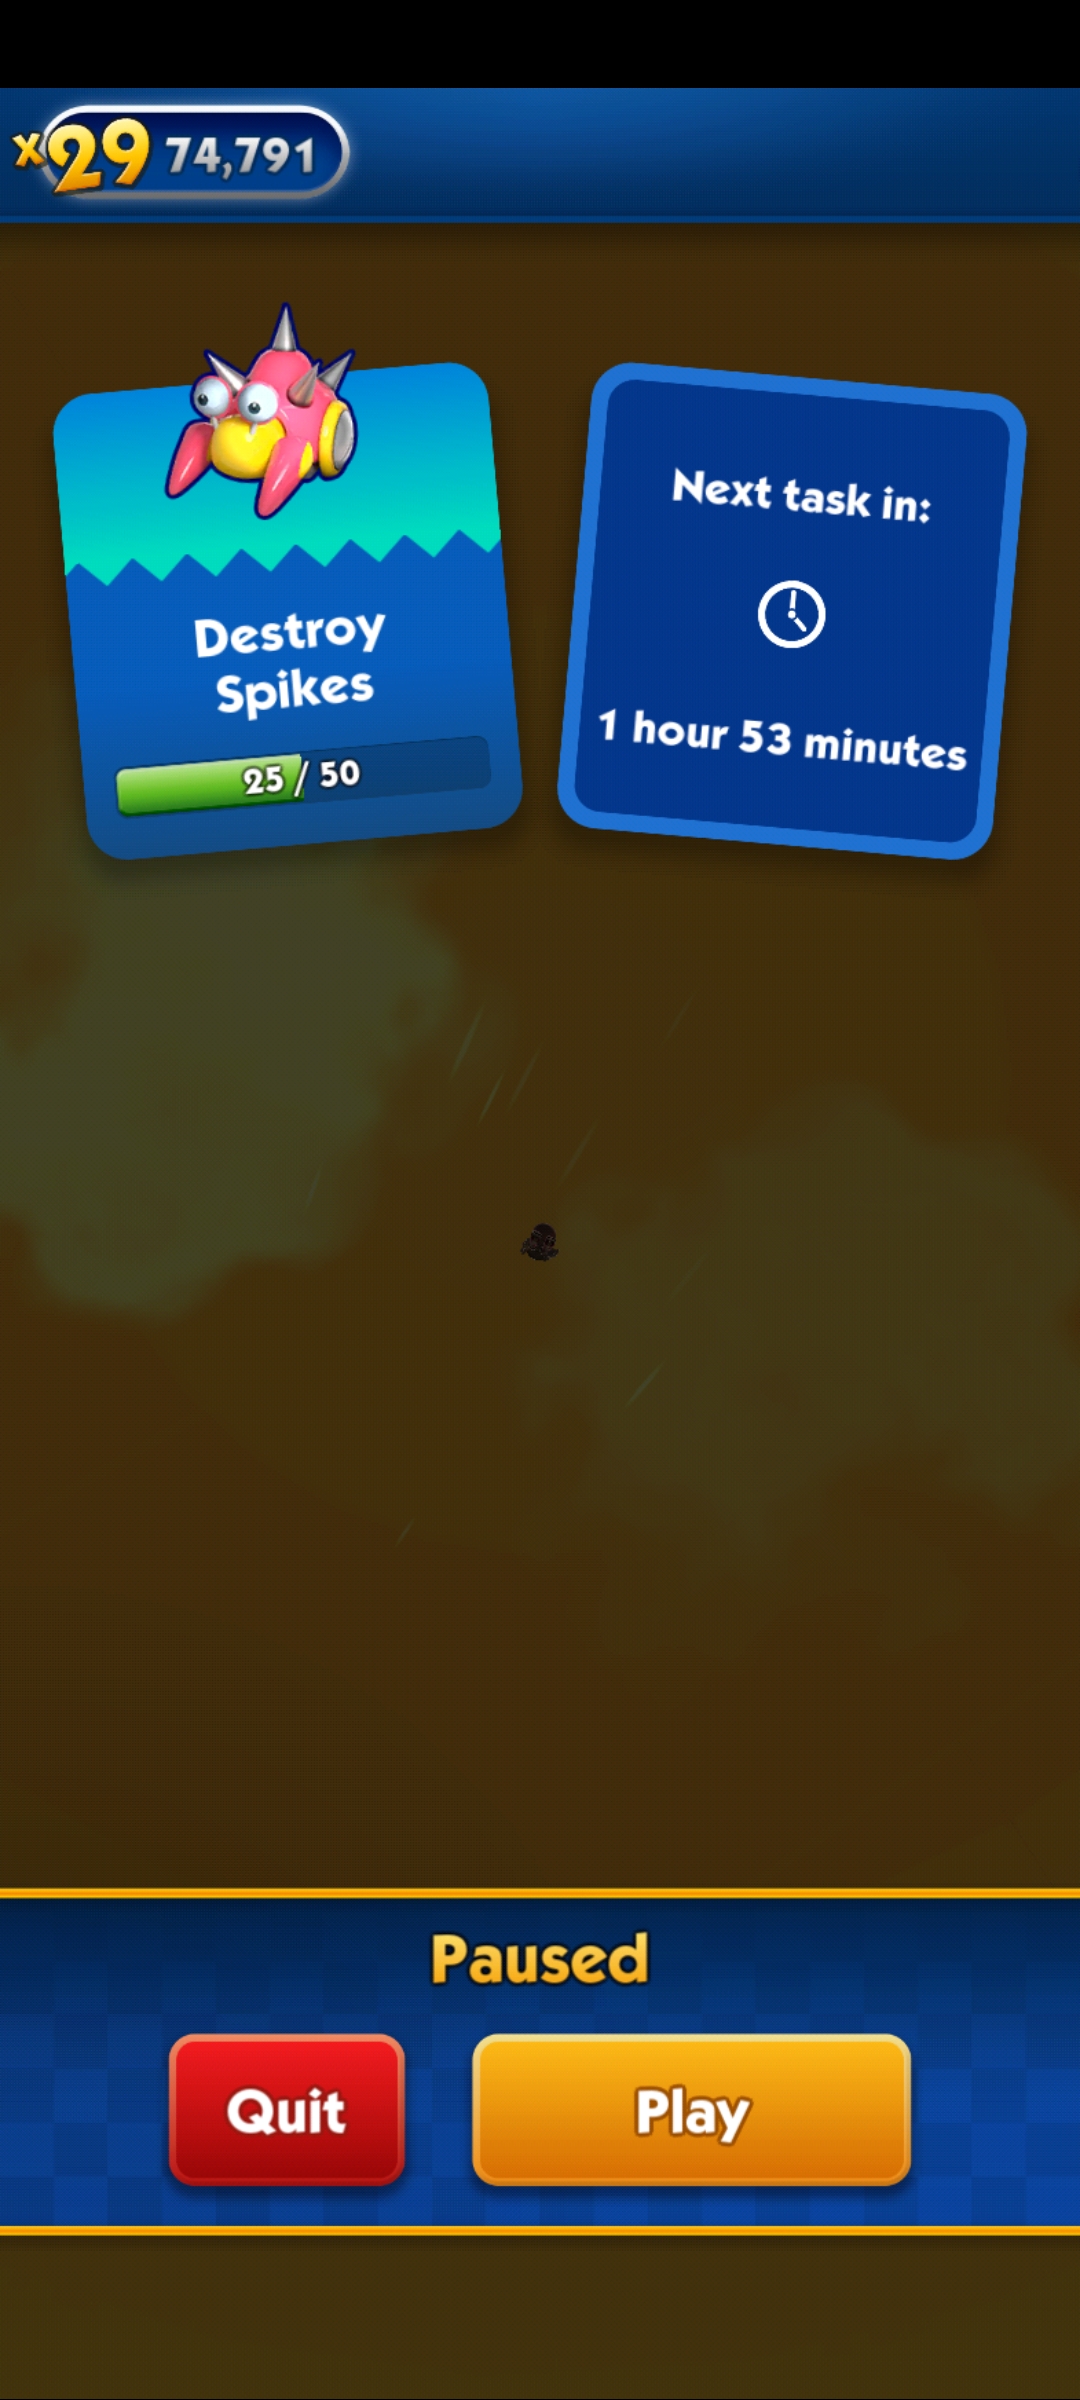 x29 74,791
Destroy
Spikes
25 / 50
Next task in:
1 hour 53 minutes
Paused
Quit
Play